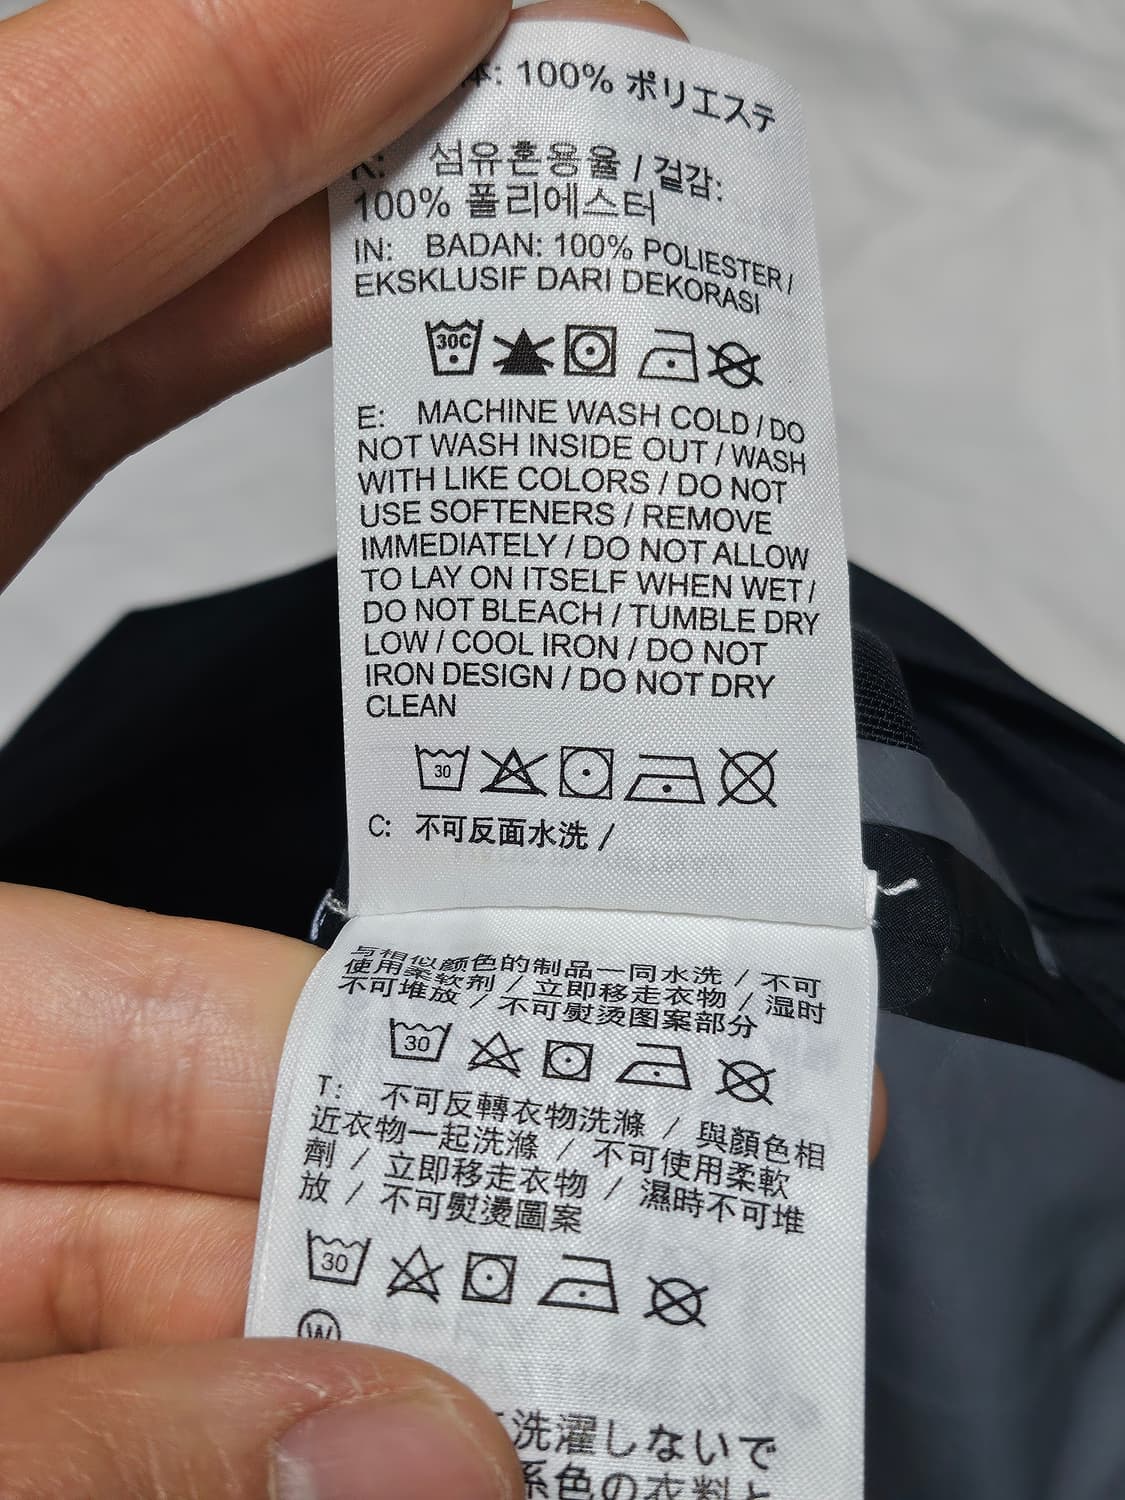 体: 100% ポリエステ
K: 섬유혼용율 / 겉감:
100% 폴리에스터
IN: BADAN: 100% POLIESTER /
EKSKLUSIF DARI DEKORASI
30C
E: MACHINE WASH COLD / DO
NOT WASH INSIDE OUT / WASH
WITH LIKE COLORS / DO NOT
USE SOFTENERS / REMOVE
IMMEDIATELY / DO NOT ALLOW
TO LAY ON ITSELF WHEN WET /
DO NOT BLEACH / TUMBLE DRY
LOW / COOL IRON / DO NOT
IRON DESIGN / DO NOT DRY
CLEAN
30
C: 不可反面水洗 /
与相似颜色的制品一同水洗 / 不可
使用柔软剂 / 立即移走衣物 / 湿时
不可堆放 / 不可熨烫图案部分
30
T: 不可反轉衣物洗滌 / 與顏色相
近衣物一起洗滌 / 不可使用柔軟
劑 / 立即移走衣物 / 濕時不可堆
放 / 不可熨燙圖案
30
W
洗濯しないで
系色の衣料と